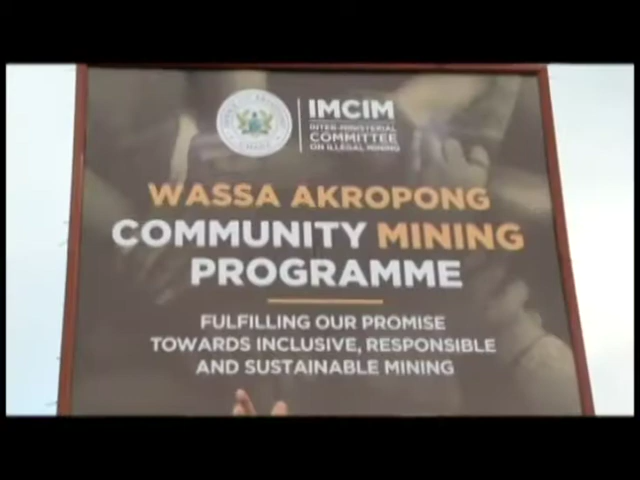 IMCIM
INTER-MINISTERIAL
COMMITTEE
ON ILLEGAL MINING
WASSA AKROPONG
COMMUNITY MINING
PROGRAMME
FULFILLING OUR PROMISE
TOWARDS INCLUSIVE, RESPONSIBLE
AND SUSTAINABLE MINING